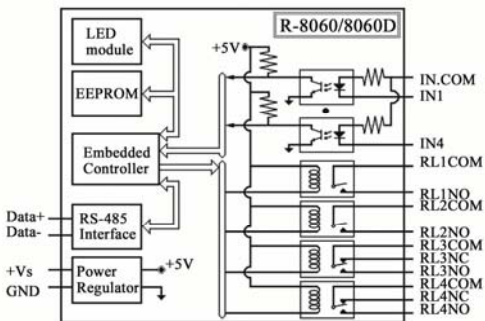 R-8060/8060D
LED
module
EEPROM
Embedded
Controller
RS-485
Interface
Power
Regulator
Data+
Data-
+Vs
GND
+5V
+5V
IN.COM
IN1
IN4
RL1COM
RL1NO
RL2COM
RL2NO
RL3COM
RL3NC
RL3NO
RL4COM
RL4NC
RL4NO